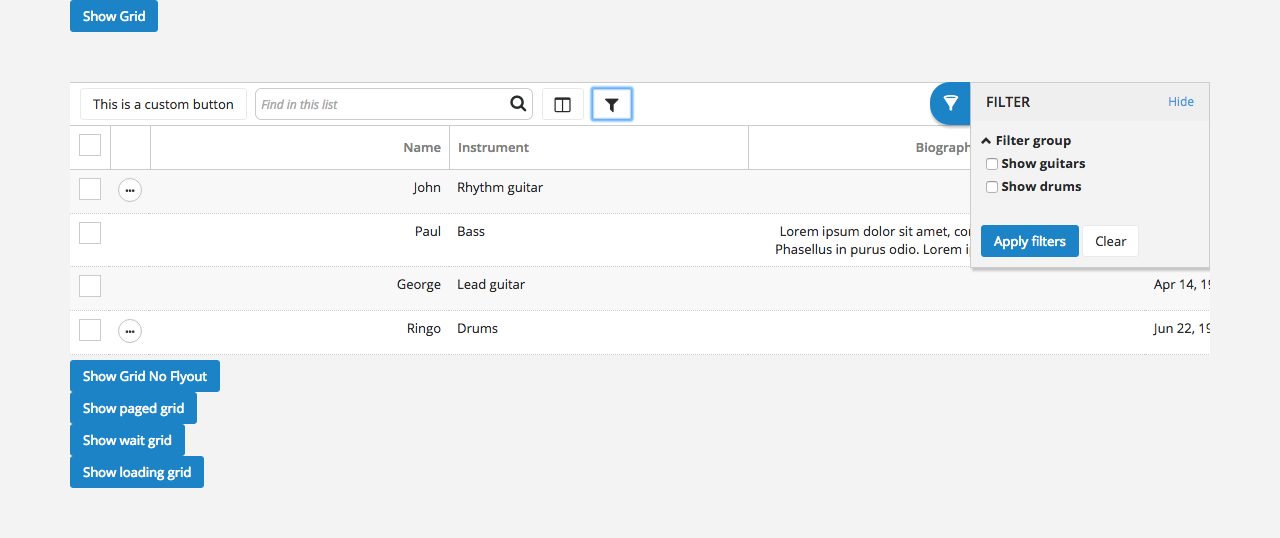 Show Grid
This is a custom button
Find in this list
FILTER
Hide
Filter group
Show guitars
Show drums
Apply filters
Clear
Name Instrument Biograph
John Rhythm guitar
Paul Bass Lorem ipsum dolor sit amet, con
Phasellus in purus odio. Lorem i
George Lead guitar Apr 14, 19
Ringo Drums Jun 22, 19
Show Grid No Flyout
Show paged grid
Show wait grid
Show loading grid